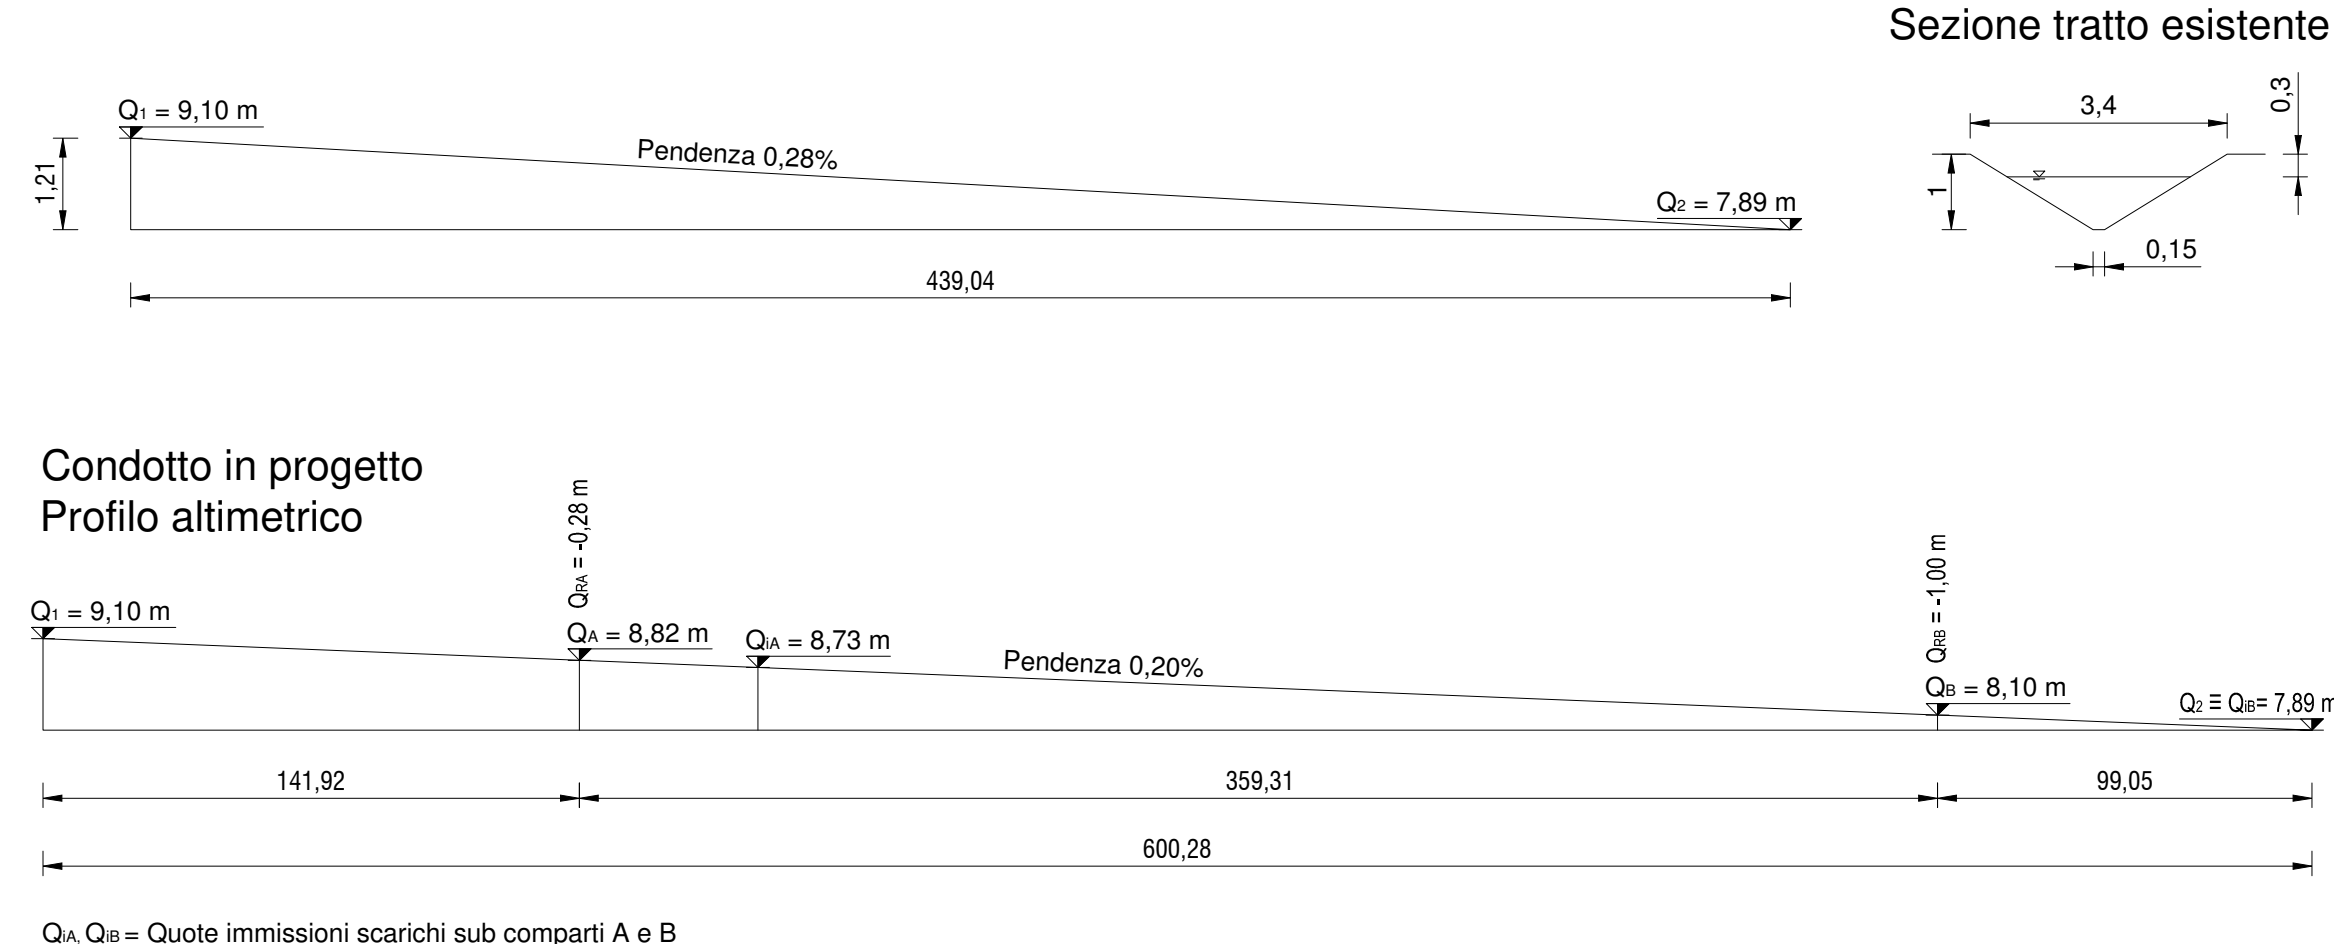 Sezione tratto esistente
Q1 = 9,10 m
1,21
Pendenza 0,28%
Q2 = 7,89 m
439,04
3,4
0,3
1
0,15
Condotto in progetto
Profilo altimetrico
Q1 = 9,10 m
QRA = -0,28 m
QA = 8,82 m
QiA = 8,73 m
Pendenza 0,20%
QRB = -1,00 m
QB = 8,10 m
Q2 ≡ QiB= 7,89 m
141,92
359,31
99,05
600,28
QiA, QiB = Quote immissioni scarichi sub comparti A e B